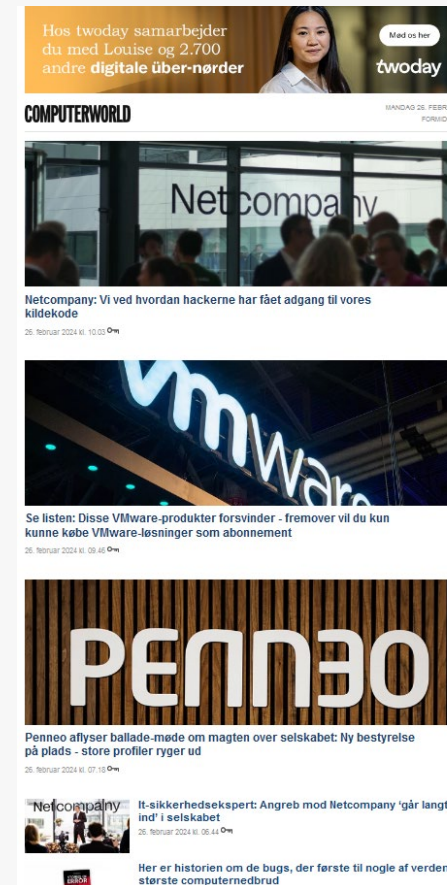 Hos twoday samarbejder
du med Louise og 2.700
andre digitale über-nørder
Mød os her
twoday
COMPUTERWORLD
MANDAG 26. FEBR
FORMID
Netcompany
Netcompany: Vi ved hvordan hackerne har fået adgang til vores
kildekode
26. februar 2024 kl. 10.03
vmware
Se listen: Disse VMware-produkter forsvinder - fremover vil du kun
kunne købe VMware-løsninger som abonnement
26. februar 2024 kl. 09.46
PENNEO
Penneo aflyser ballade-møde om magten over selskabet: Ny bestyrelse
på plads - store profiler ryger ud
26. februar 2024 kl. 07.18
Netcompany
It-sikkerhedsekspert: Angreb mod Netcompany ‘går langt
ind’ i selskabet
26. februar 2024 kl. 06.44
ERROR
Her er historien om de bugs, der første til nogle af verden
største computernedbrud